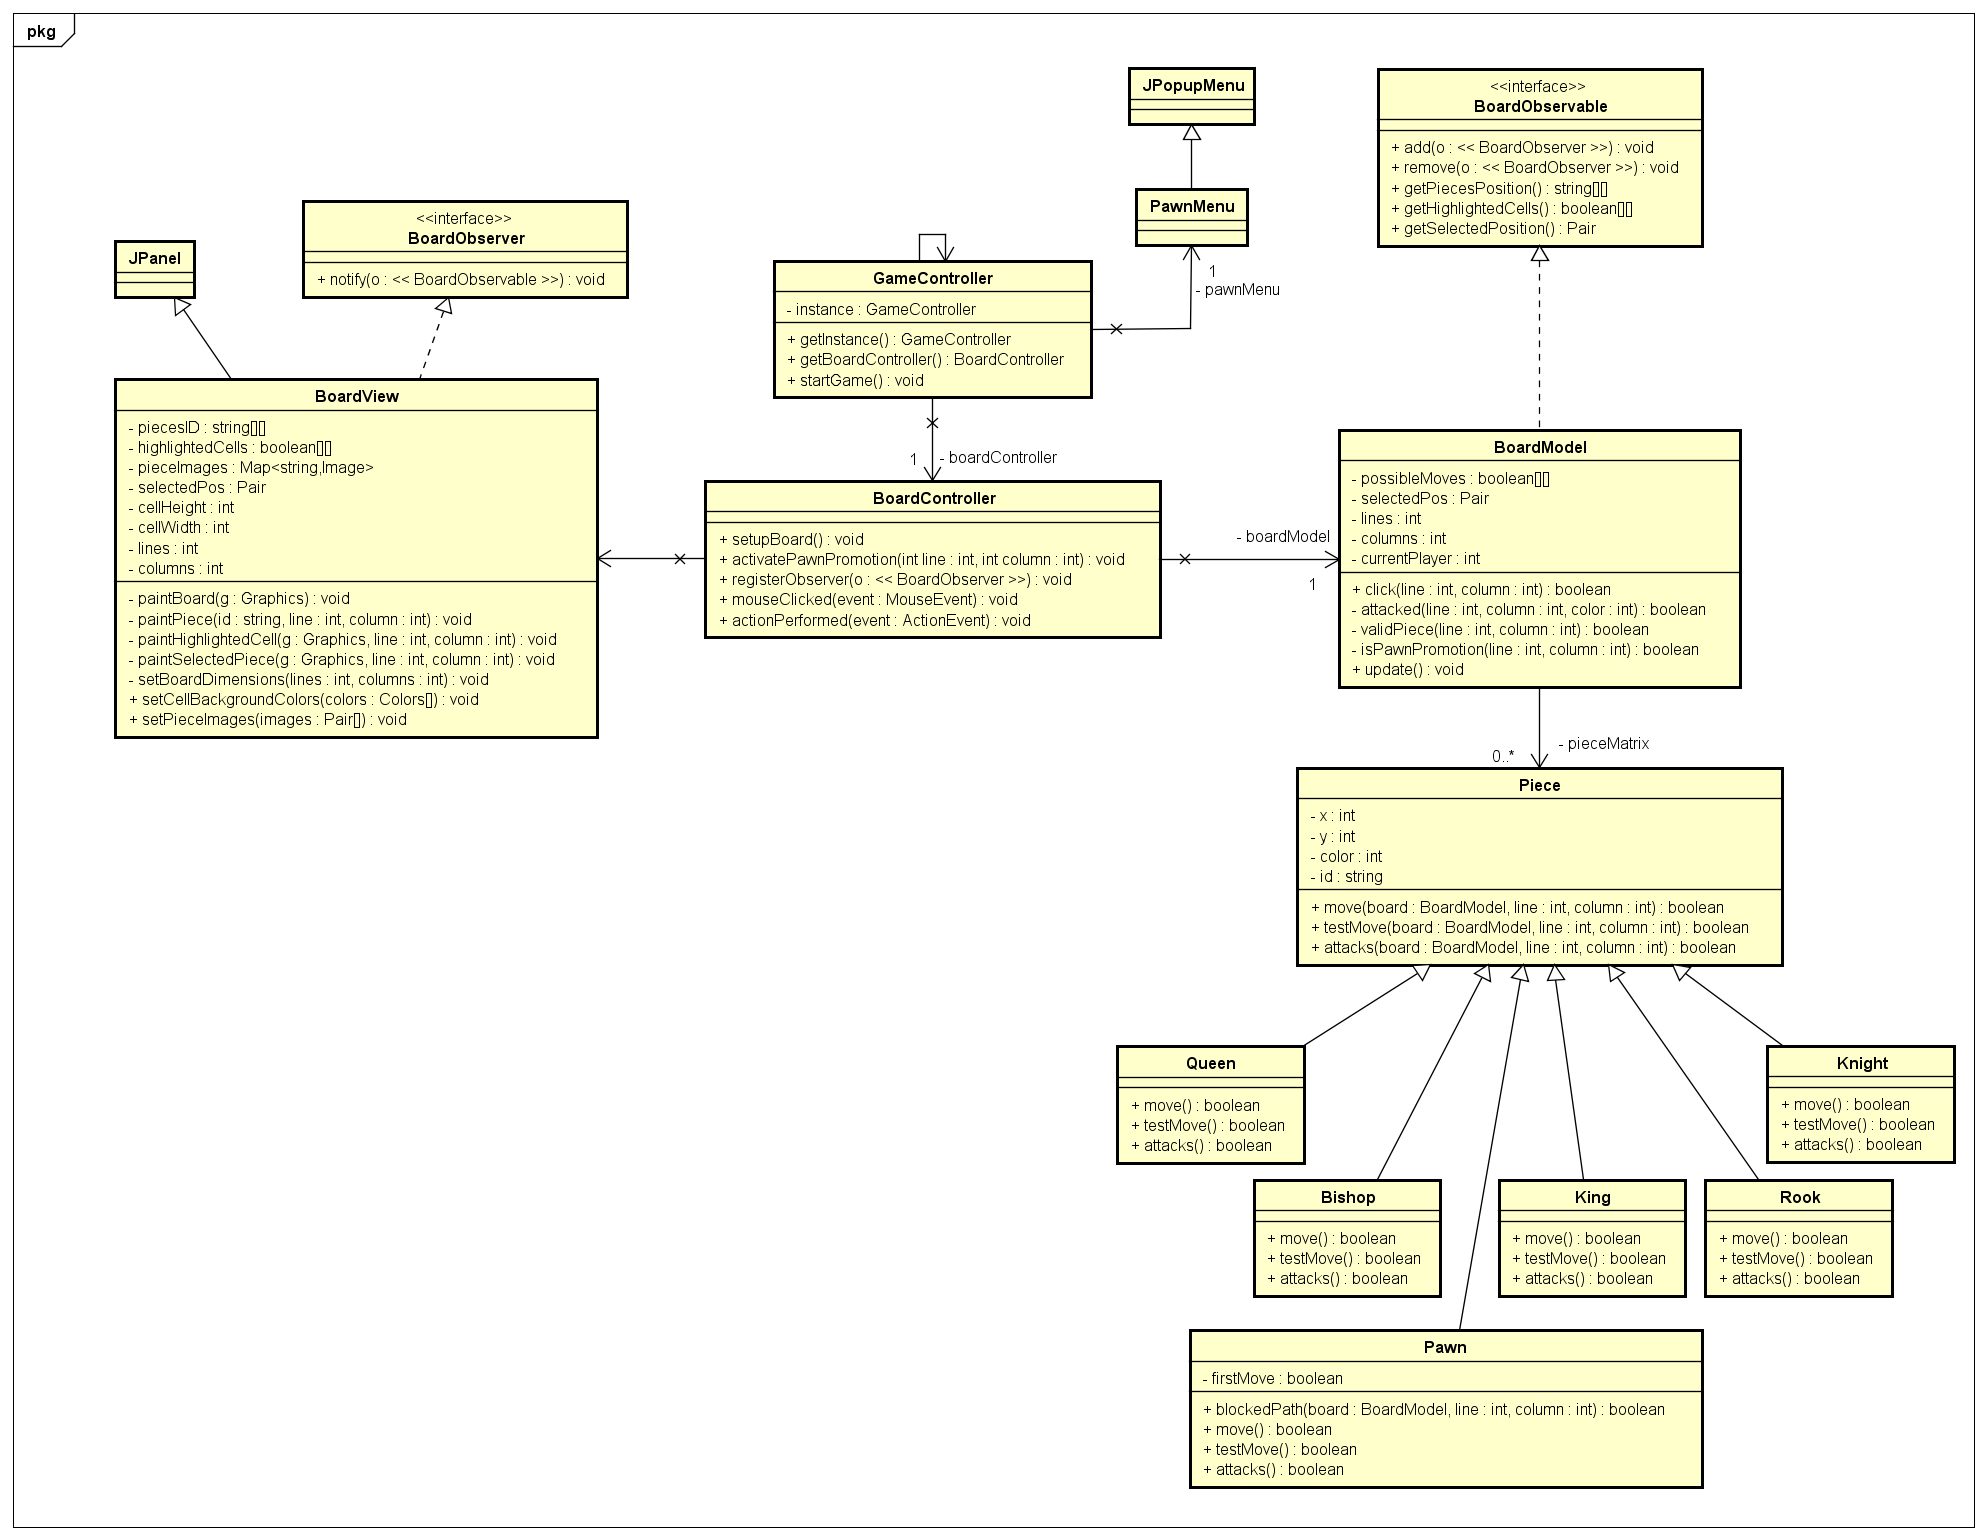 pkg
JPopupMenu
<<interface>>
BoardObservable
+ add(o : << BoardObserver >>) : void
+ remove(o : << BoardObserver >>) : void
+ getPiecesPosition() : string[][]
+ getHighlightedCells() : boolean[][]
+ getSelectedPosition() : Pair
PawnMenu
<<interface>>
BoardObserver
+ notify(o : << BoardObservable >>) : void
JPanel
GameController
- instance : GameController
+ getInstance() : GameController
+ getBoardController() : BoardController
+ startGame() : void
1
- pawnMenu
BoardView
- piecesID : string[][]
- highlightedCells : boolean[][]
- pieceImages : Map<string,Image>
- selectedPos : Pair
- cellHeight : int
- cellWidth : int
- lines : int
- columns : int
- paintBoard(g : Graphics) : void
- paintPiece(id : string, line : int, column : int) : void
- paintHighlightedCell(g : Graphics, line : int, column : int) : void
- paintSelectedPiece(g : Graphics, line : int, column : int) : void
- setBoardDimensions(lines : int, columns : int) : void
+ setCellBackgroundColors(colors : Colors[]) : void
+ setPieceImages(images : Pair[]) : void
1
- boardController
BoardController
+ setupBoard() : void
+ activatePawnPromotion(int line : int, int column : int) : void
+ registerObserver(o : << BoardObserver >>) : void
+ mouseClicked(event : MouseEvent) : void
+ actionPerformed(event : ActionEvent) : void
- boardModel
1
BoardModel
- possibleMoves : boolean[][]
- selectedPos : Pair
- lines : int
- columns : int
- currentPlayer : int
+ click(line : int, column : int) : boolean
- attacked(line : int, column : int, color : int) : boolean
- validPiece(line : int, column : int) : boolean
- isPawnPromotion(line : int, column : int) : boolean
+ update() : void
- pieceMatrix
0..*
Piece
- x : int
- y : int
- color : int
- id : string
+ move(board : BoardModel, line : int, column : int) : boolean
+ testMove(board : BoardModel, line : int, column : int) : boolean
+ attacks(board : BoardModel, line : int, column : int) : boolean
Queen
+ move() : boolean
+ testMove() : boolean
+ attacks() : boolean
Knight
+ move() : boolean
+ testMove() : boolean
+ attacks() : boolean
Bishop
+ move() : boolean
+ testMove() : boolean
+ attacks() : boolean
King
+ move() : boolean
+ testMove() : boolean
+ attacks() : boolean
Rook
+ move() : boolean
+ testMove() : boolean
+ attacks() : boolean
Pawn
- firstMove : boolean
+ blockedPath(board : BoardModel, line : int, column : int) : boolean
+ move() : boolean
+ testMove() : boolean
+ attacks() : boolean